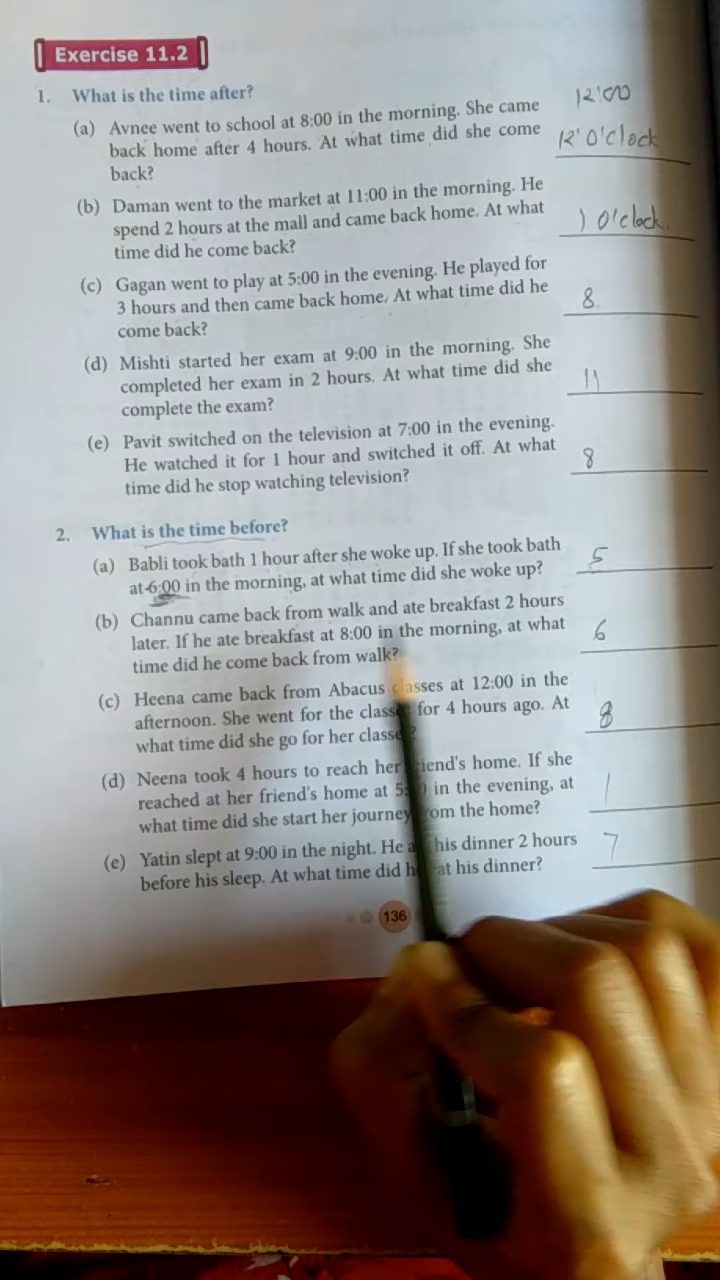 Exercise 11.2
1. What is the time after?
12'00
(a) Avnee went to school at 8:00 in the morning. She came
back home after 4 hours. At what time did she come
back?
12' O'clock
(b) Daman went to the market at 11:00 in the morning. He
spend 2 hours at the mall and came back home. At what
time did he come back?
1 O'clock.
(c) Gagan went to play at 5:00 in the evening. He played for
3 hours and then came back home. At what time did he
come back?
8
(d) Mishti started her exam at 9:00 in the morning. She
completed her exam in 2 hours. At what time did she
complete the exam?
11
(e) Pavit switched on the television at 7:00 in the evening.
He watched it for 1 hour and switched it off. At what
time did he stop watching television?
8
2. What is the time before?
(a) Babli took bath 1 hour after she woke up. If she took bath
at 6:00 in the morning, at what time did she woke up?
5
(b) Channu came back from walk and ate breakfast 2 hours
later. If he ate breakfast at 8:00 in the morning, at what
time did he come back from walk?
6
(c) Heena came back from Abacus classes at 12:00 in the
afternoon. She went for the classes for 4 hours ago. At
what time did she go for her classes?
8
(d) Neena took 4 hours to reach her friend's home. If she
reached at her friend's home at 5: in the evening, at
what time did she start her journey from the home?
1
(e) Yatin slept at 9:00 in the night. He his dinner 2 hours
before his sleep. At what time did his dinner?
7
136